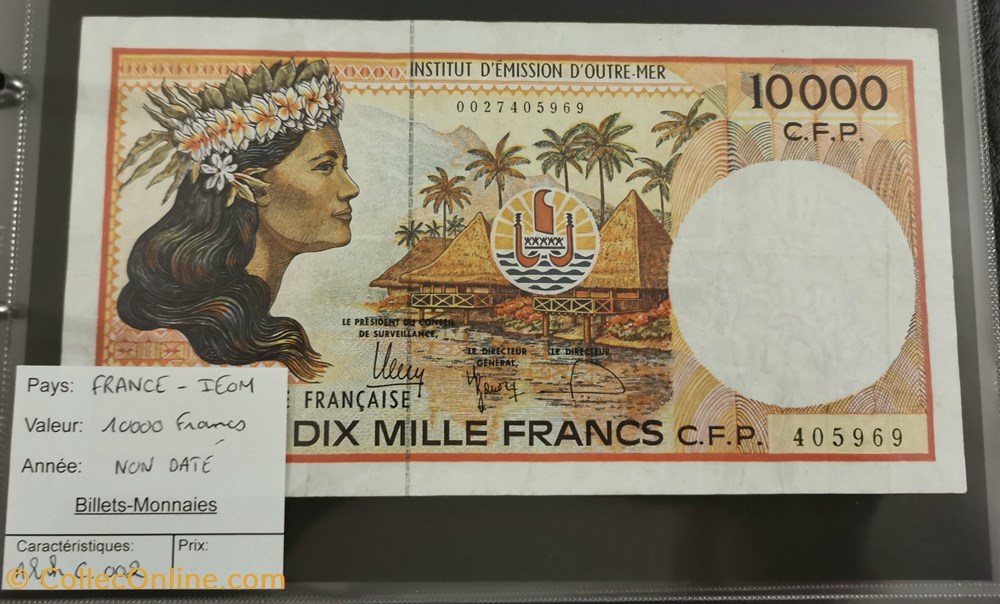 INSTITUT D'ÉMISSION D'OUTRE-MER
10000
C.F.P.
0027405969
LE PRÉSIDENT DU CONSEIL
DE SURVEILLANCE,
LE DIRECTEUR
GÉNÉRAL,
LE DIRECTEUR
E FRANÇAISE
DIX MILLE FRANCS C.F.P.
405969
Pays: FRANCE - IEOM
Valeur: 10000 Francs
Année: NON DATÉ
Billets-Monnaies
Caractéristiques:
Prix:
002
© CollecOnline.com